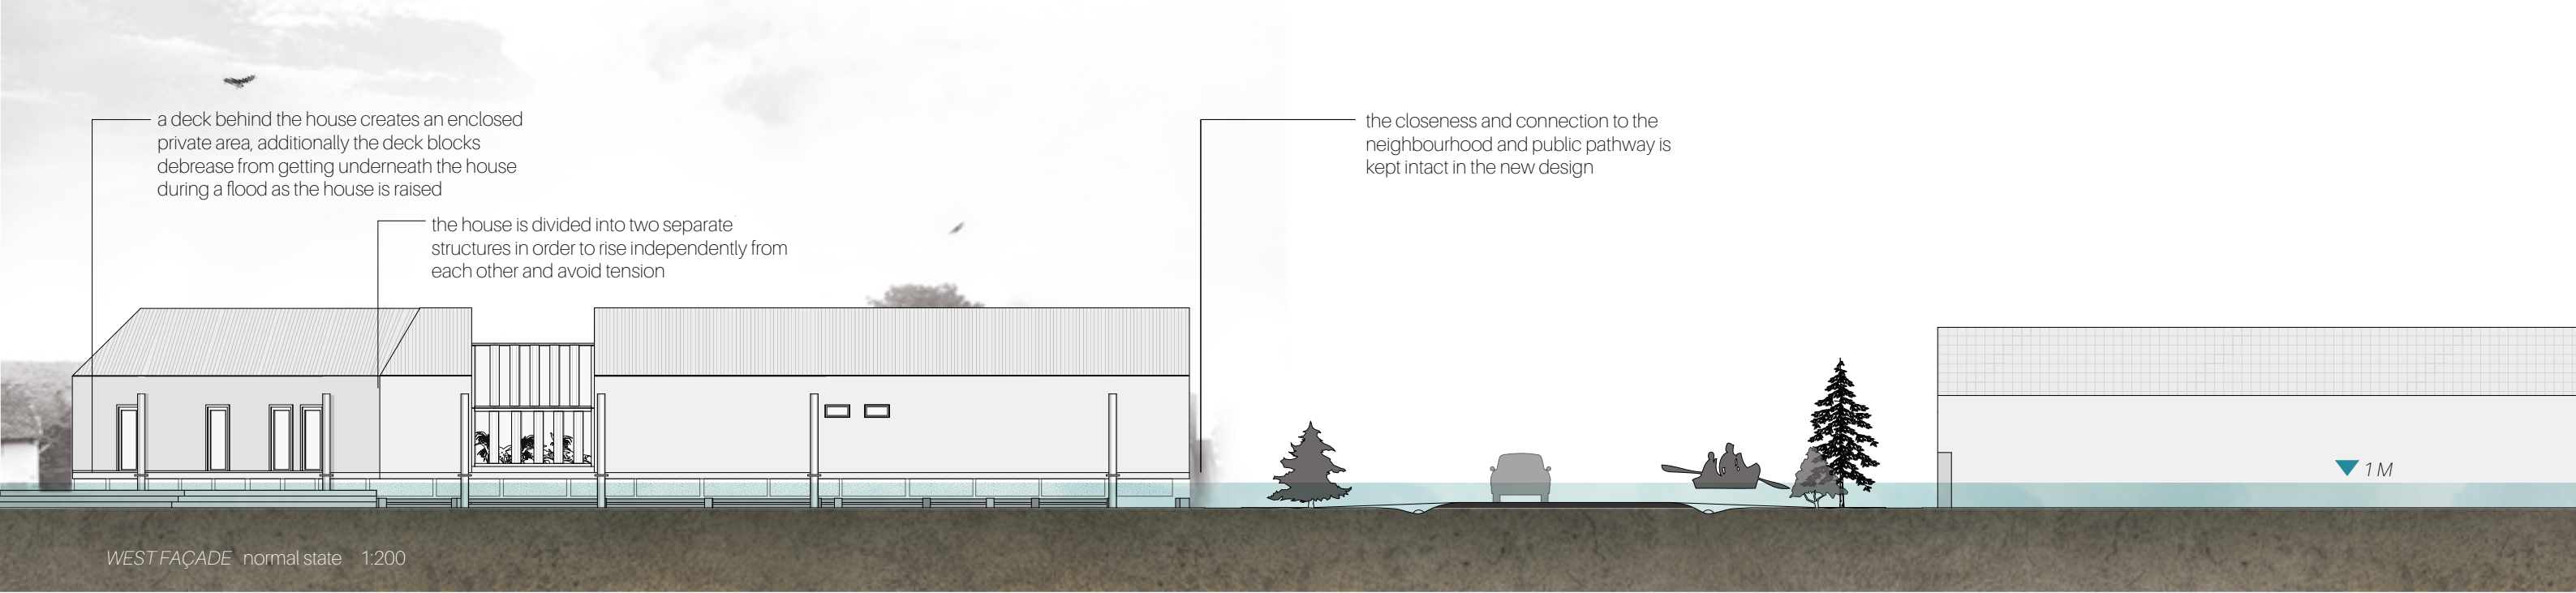 a deck behind the house creates an enclosed
private area, additionally the deck blocks
debrease from getting underneath the house
during a flood as the house is raised
the house is divided into two separate
structures in order to rise independently from
each other and avoid tension
the closeness and connection to the
neighbourhood and public pathway is
kept intact in the new design
1 M
WEST FAÇADE normal state 1:200